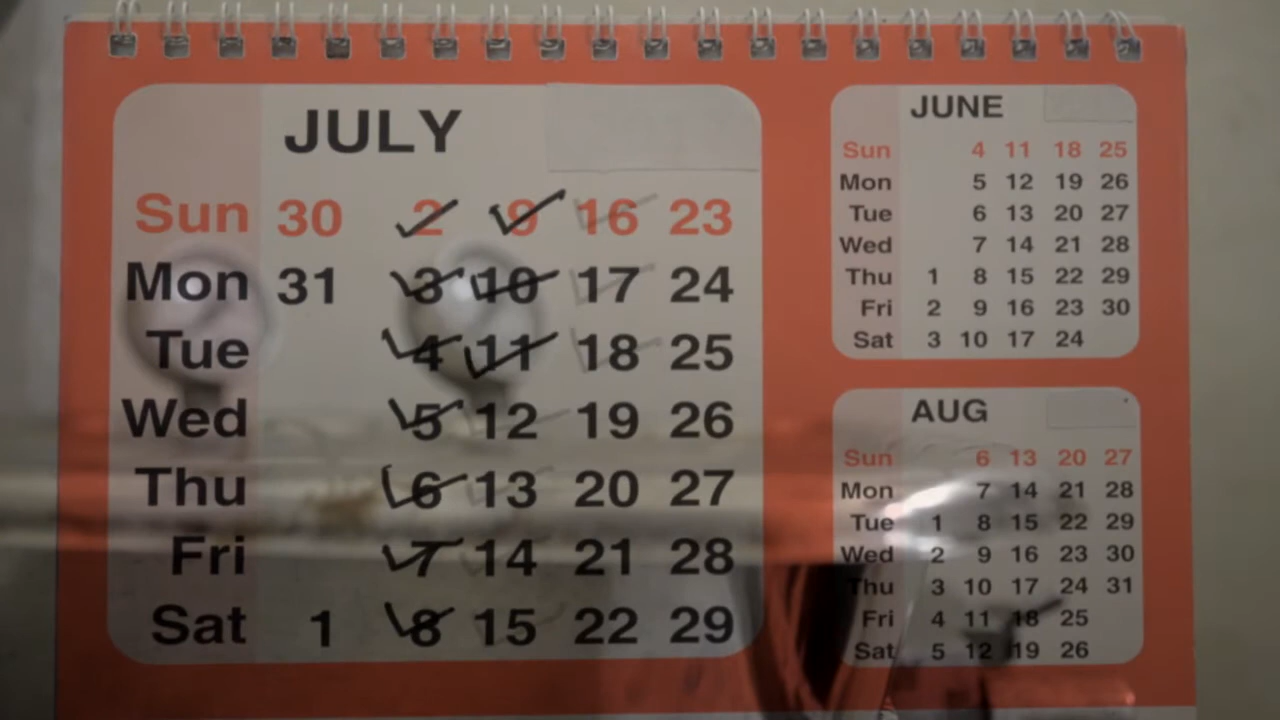 JULY
Sun 30 2 9 16 23
Mon 31 3 10 17 24
Tue 4 11 18 25
Wed 5 12 19 26
Thu 6 13 20 27
Fri 7 14 21 28
Sat 1 8 15 22 29
JUNE
Sun 4 11 18 25
Mon 5 12 19 26
Tue 6 13 20 27
Wed 7 14 21 28
Thu 1 8 15 22 29
Fri 2 9 16 23 30
Sat 3 10 17 24
AUG
Sun 6 13 20 27
Mon 7 14 21 28
Tue 1 8 15 22 29
Wed 2 9 16 23 30
Thu 3 10 17 24 31
Fri 4 11 18 25
Sat 5 12 19 26